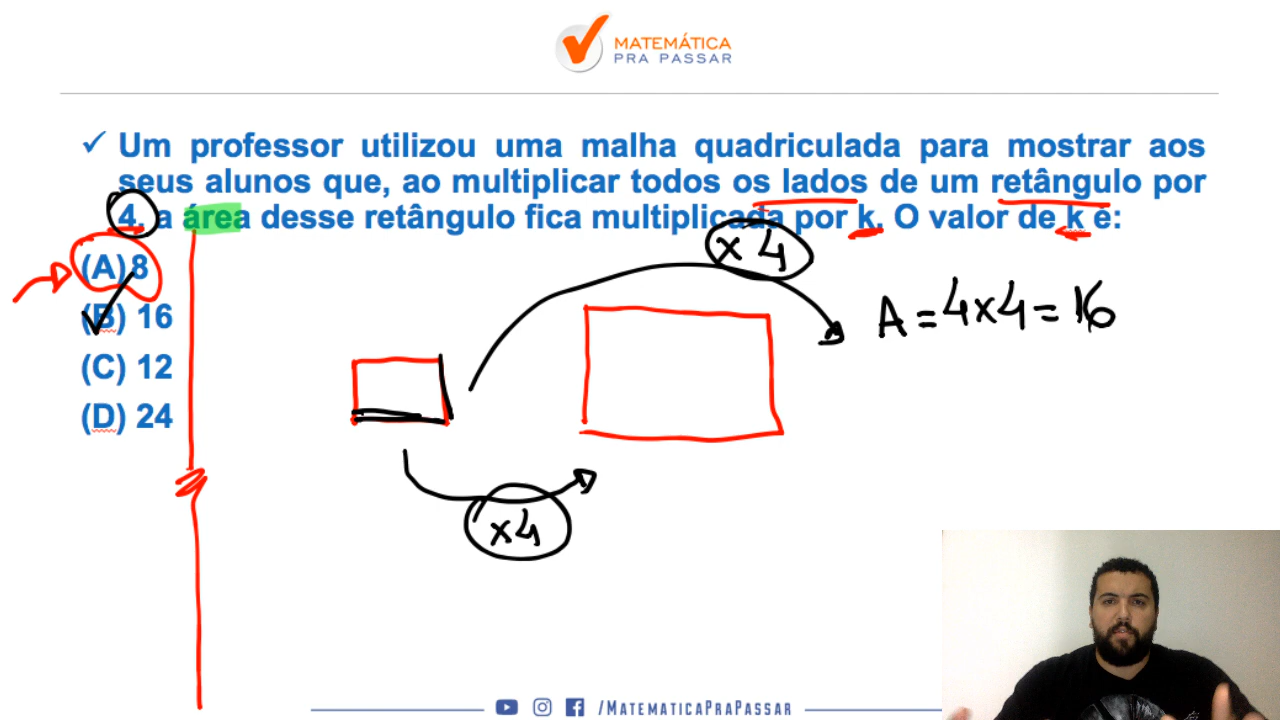 MATEMÁTICA
PRA PASSAR
✓ Um professor utilizou uma malha quadriculada para mostrar aos
seus alunos que, ao multiplicar todos os lados de um retângulo por
4, a área desse retângulo fica multiplicada por k. O valor de k é:
(A) 8
(B) 16
(C) 12
(D) 24
x 4
A = 4x4 = 16
x4
/MatematicaPraPassar